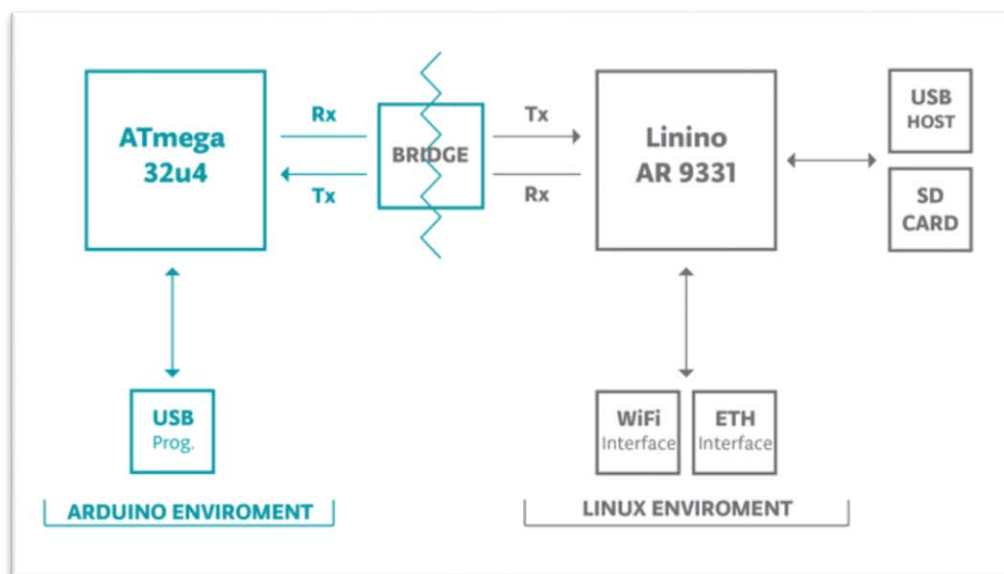 ATmega
32u4
Rx
Tx
BRIDGE
Tx
Rx
Linino
AR 9331
USB
HOST
SD
CARD
USB
Prog.
WiFi
Interface
ETH
Interface
ARDUINO ENVIROMENT
LINUX ENVIROMENT